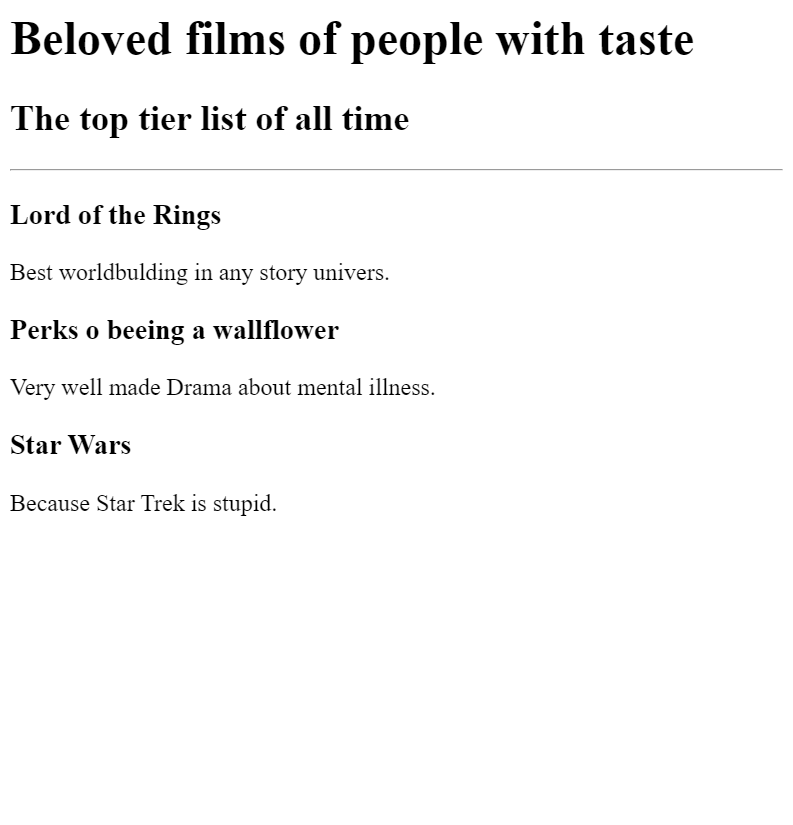 Beloved films of people with taste
The top tier list of all time
Lord of the Rings
Best worldbulding in any story univers.
Perks o beeing a wallflower
Very well made Drama about mental illness.
Star Wars
Because Star Trek is stupid.